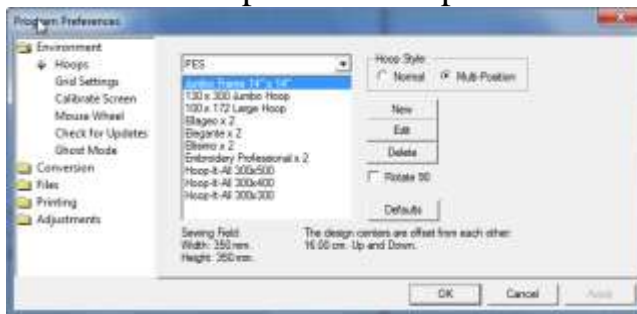 Program Preferences
Environment
Hoops
Grid Settings
Calibrate Screen
Mouse Wheel
Check for Updates
Ghost Mode
Conversion
Files
Printing
Adjustments
PES
Jumbo Frame 14" x 14"
130 x 300 Jumbo Hoop
100 x 172 Large Hoop
Ellageo x 2
Elegante x 2
Ellisimo x 2
Embroidery Professional x 2
Hoop-It-All 300x500
Hoop-It-All 300x400
Hoop-It-All 300x300
Hoop Style
Normal
Multi-Position
New
Edit
Delete
Rotate 90
Defaults
Sewing Field
Width: 350 mm.
Height: 350 mm.
The design centers are offset from each other:
16.00 cm. Up and Down.
OK
Cancel
Apply